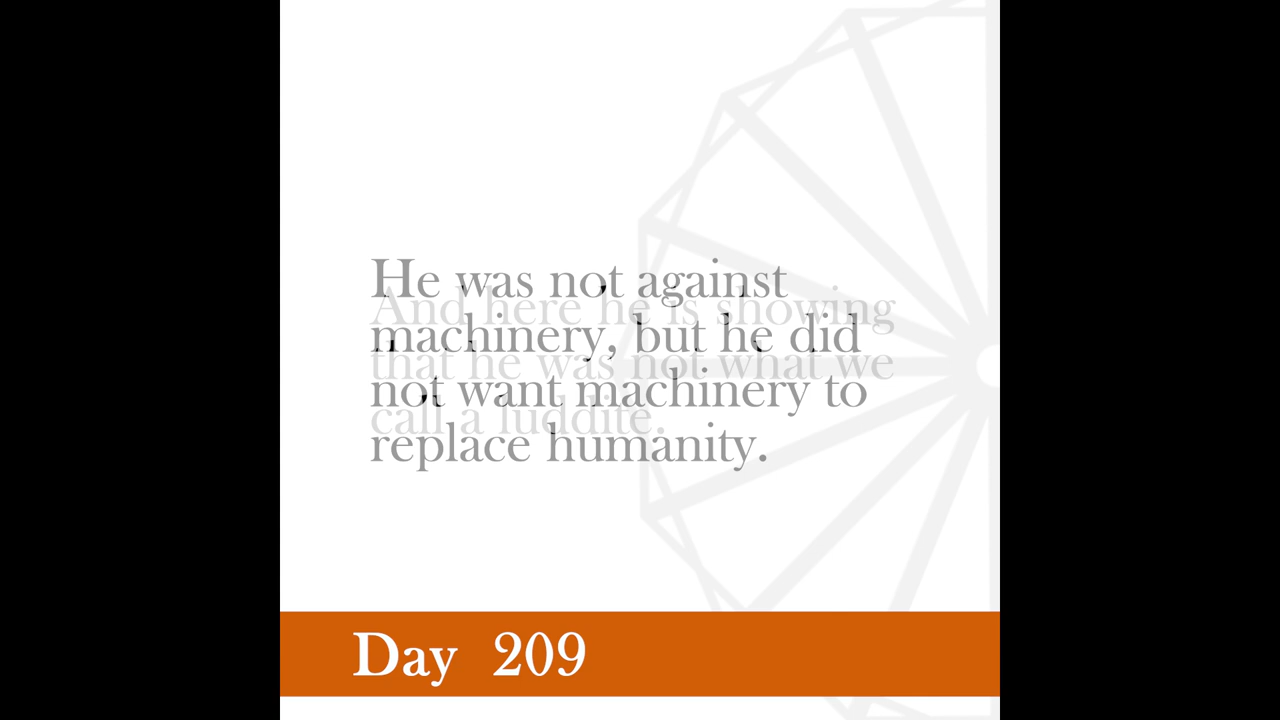 He was not against
machinery, but he did
not want machinery to
replace humanity.
And here he is showing
that he was not what we
call a luddite.
Day 209